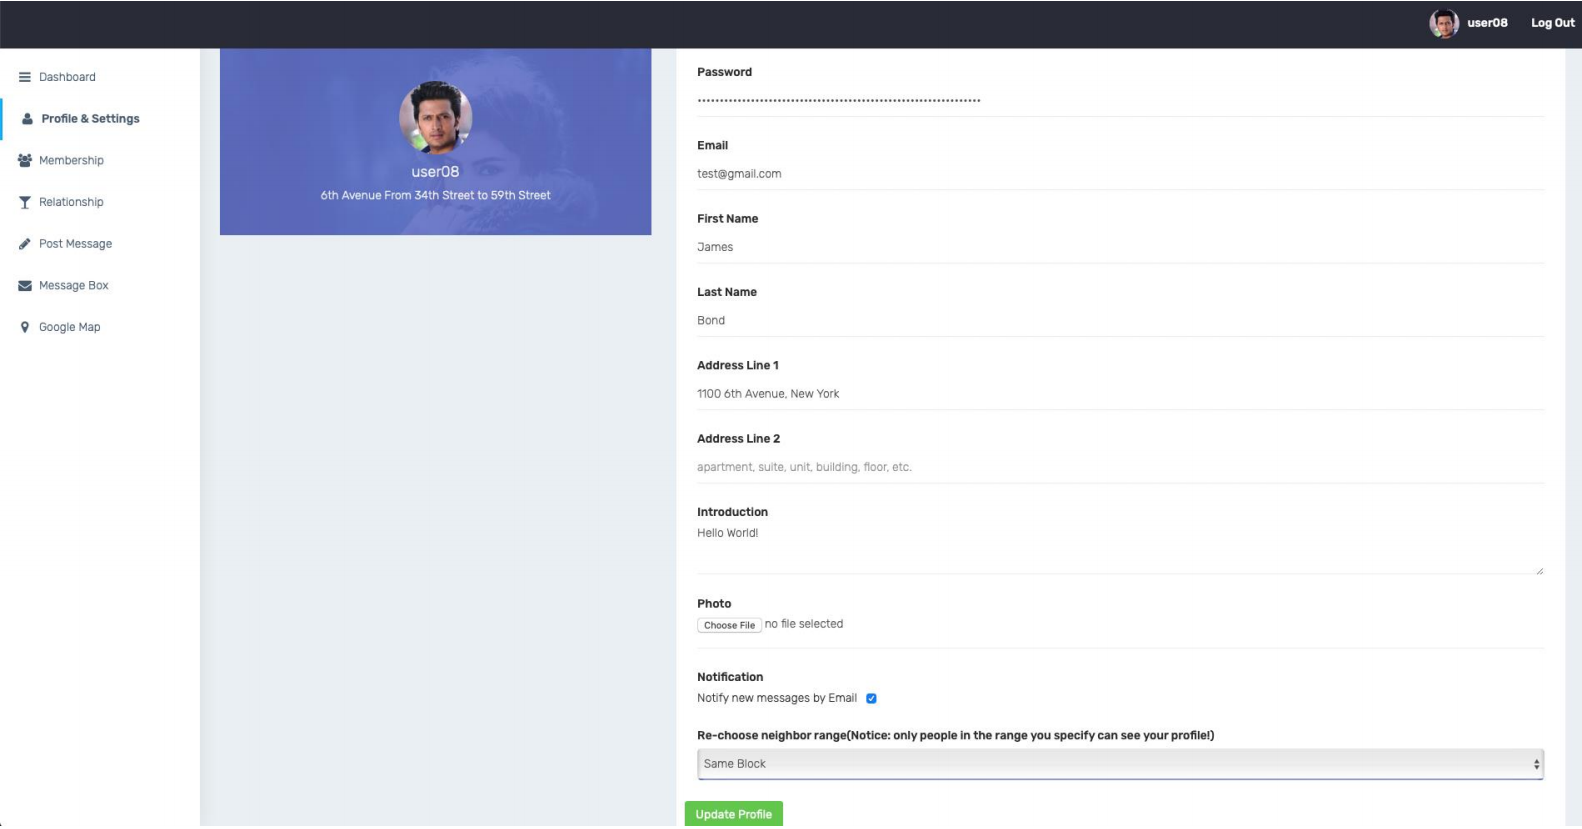 user08 Log Out
Dashboard
Profile & Settings
Membership
Relationship
Post Message
Message Box
Google Map
user08
6th Avenue From 34th Street to 59th Street
Password
Email
test@gmail.com
First Name
James
Last Name
Bond
Address Line 1
1100 6th Avenue, New York
Address Line 2
apartment, suite, unit, building, floor, etc.
Introduction
Hello World!
Photo
Choose File no file selected
Notification
Notify new messages by Email
Re-choose neighbor range(Notice: only people in the range you specify can see your profile!)
Same Block
Update Profile